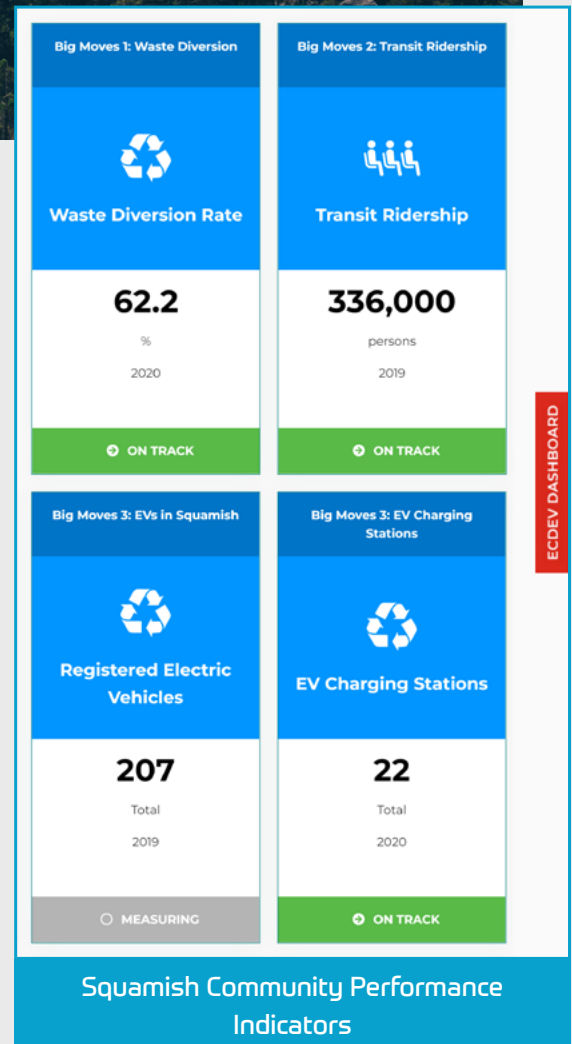 Big Moves 1: Waste Diversion
Waste Diversion Rate
62.2
%
2020
ON TRACK
Big Moves 2: Transit Ridership
Transit Ridership
336,000
persons
2019
ON TRACK
Big Moves 3: EVs in Squamish
Registered Electric
Vehicles
207
Total
2019
MEASURING
Big Moves 3: EV Charging
Stations
EV Charging Stations
22
Total
2020
ON TRACK
ECDEV DASHBOARD
Squamish Community Performance
Indicators